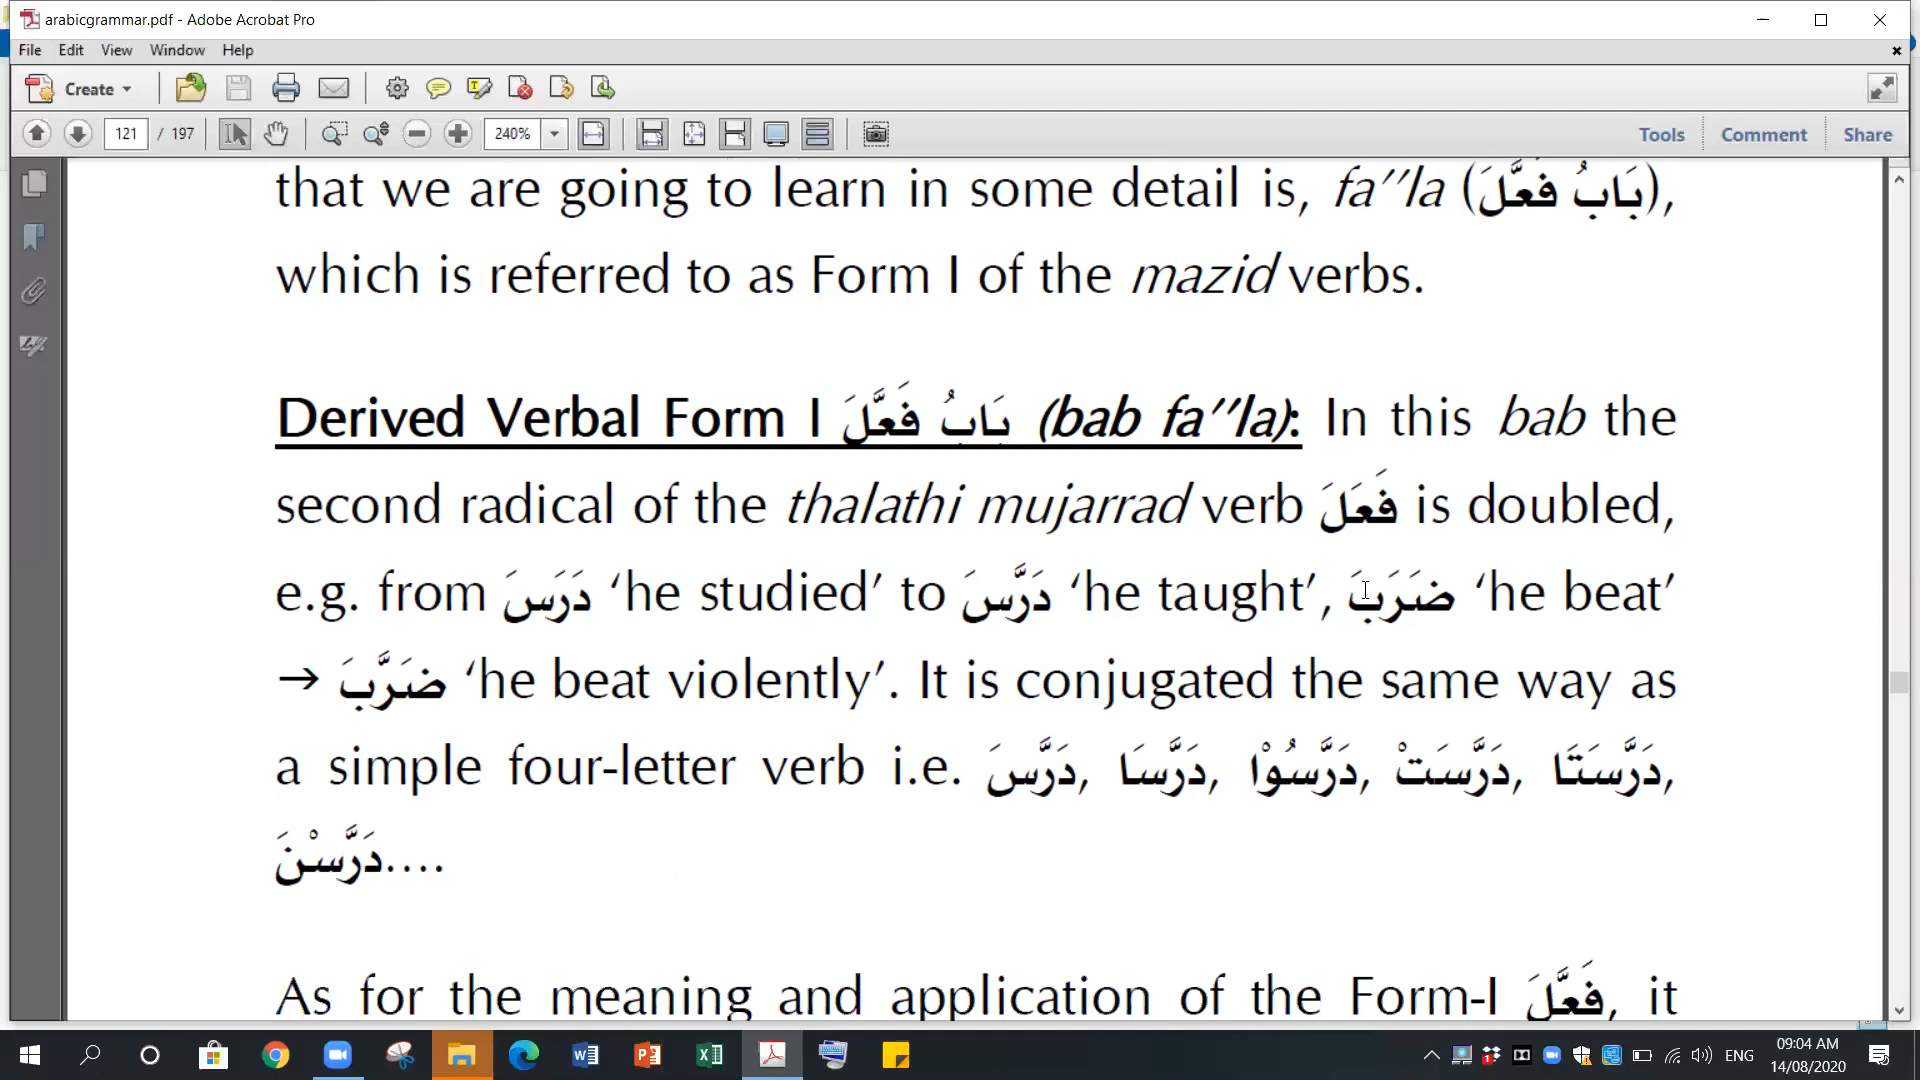 arabicgrammar.pdf - Adobe Acrobat Pro
File Edit View Window Help
Create
121 / 197 240% Tools Comment Share
that we are going to learn in some detail is, fa’’la (بَابُ فَعَّلَ),
which is referred to as Form I of the mazid verbs.
Derived Verbal Form I بَابُ فَعَّلَ (bab fa’’la): In this bab the
second radical of the thalathi mujarrad verb فَعَلَ is doubled,
e.g. from دَرَسَ ‘he studied’ to دَرَّسَ ‘he taught’, ضَرَبَ ‘he beat’
→ ضَرَّبَ ‘he beat violently’. It is conjugated the same way as
a simple four-letter verb i.e. دَرَّسَ, دَرَّسَا, دَرَّسُوْا, دَرَّسَتْ, دَرَّسَتَا,
دَرَّسْنَ....
As for the meaning and application of the Form-I فَعَّلَ, it
ENG
09:04 AM
14/08/2020